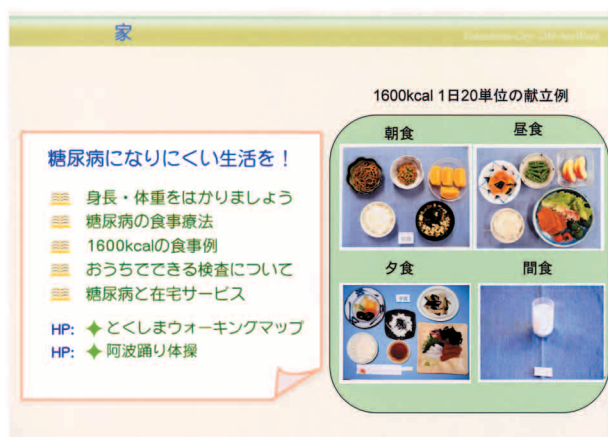 家
1600kcal 1日20単位の献立例
朝食
昼食
糖尿病になりにくい生活を！
身長・体重をはかりましょう
糖尿病の食事療法
1600kcalの食事例
おうちでできる検査について
糖尿病と在宅サービス
HP: とくしまウォーキングマップ
HP: 阿波踊り体操
夕食
間食